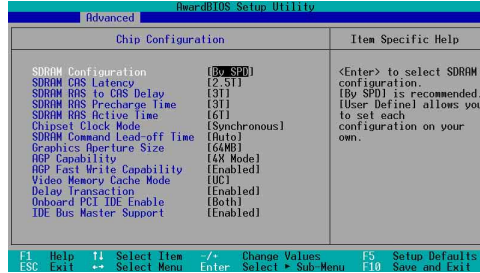 AwardBIOS Setup Utility
Advanced
Chip Configuration
Item Specific Help
SDRAM Configuration [By SPD]
SDRAM CAS Latency [2.5T]
SDRAM RAS to CAS Delay [3T]
SDRAM RAS Precharge Time [3T]
SDRAM RAS Active Time [6T]
Chipset Clock Mode [Synchronous]
SDRAM Command Lead-off Time [Auto]
Graphics Aperture Size [64MB]
AGP Capability [4X Mode]
AGP Fast Write Capability [Enabled]
Video Memory Cache Mode [UC]
Delay Transaction [Enabled]
Onboard PCI IDE Enable [Both]
IDE Bus Master Support [Enabled]
<Enter> to select SDRAM
configuration.
[By SPD] is recommended.
[User Define] allows you
to set each
configuration on your
own.
F1 Help ↑↓ Select Item -/+ Change Values F5 Setup Defaults
ESC Exit ↔ Select Menu Enter Select ► Sub-Menu F10 Save and Exit